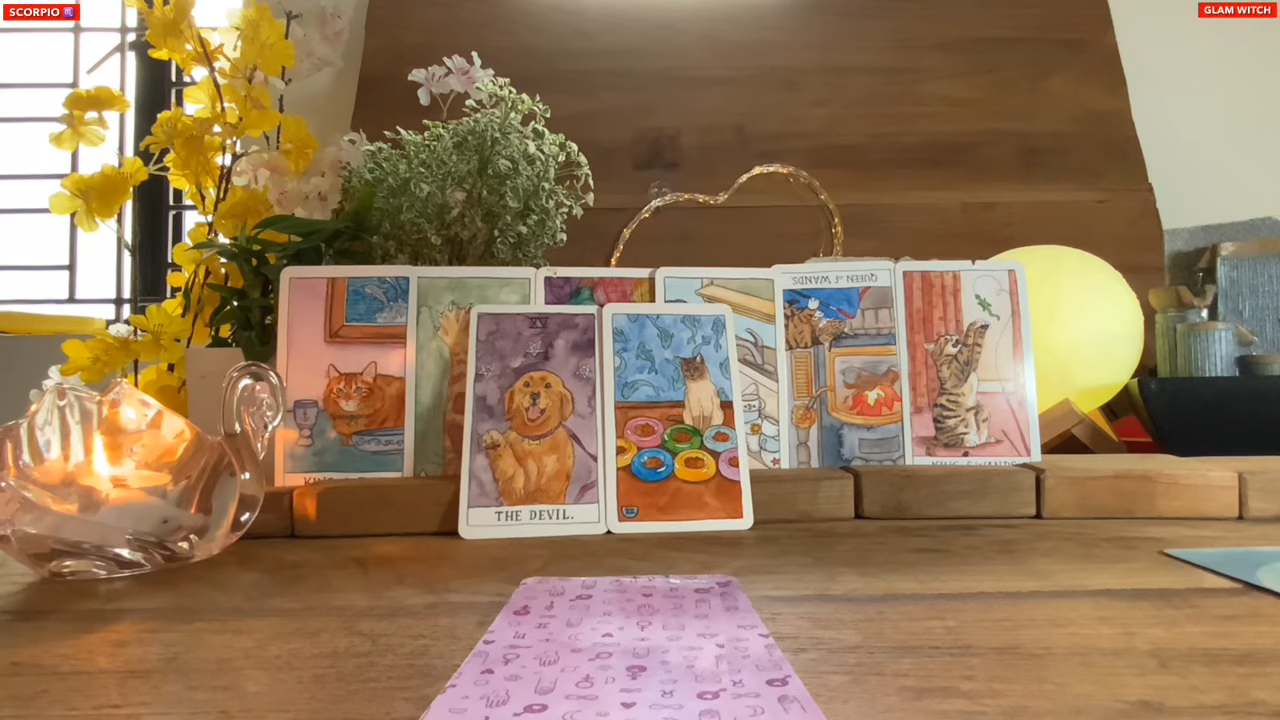 SCORPIO ♏
GLAM WITCH
QUEEN of WANDS.
XV
THE DEVIL.